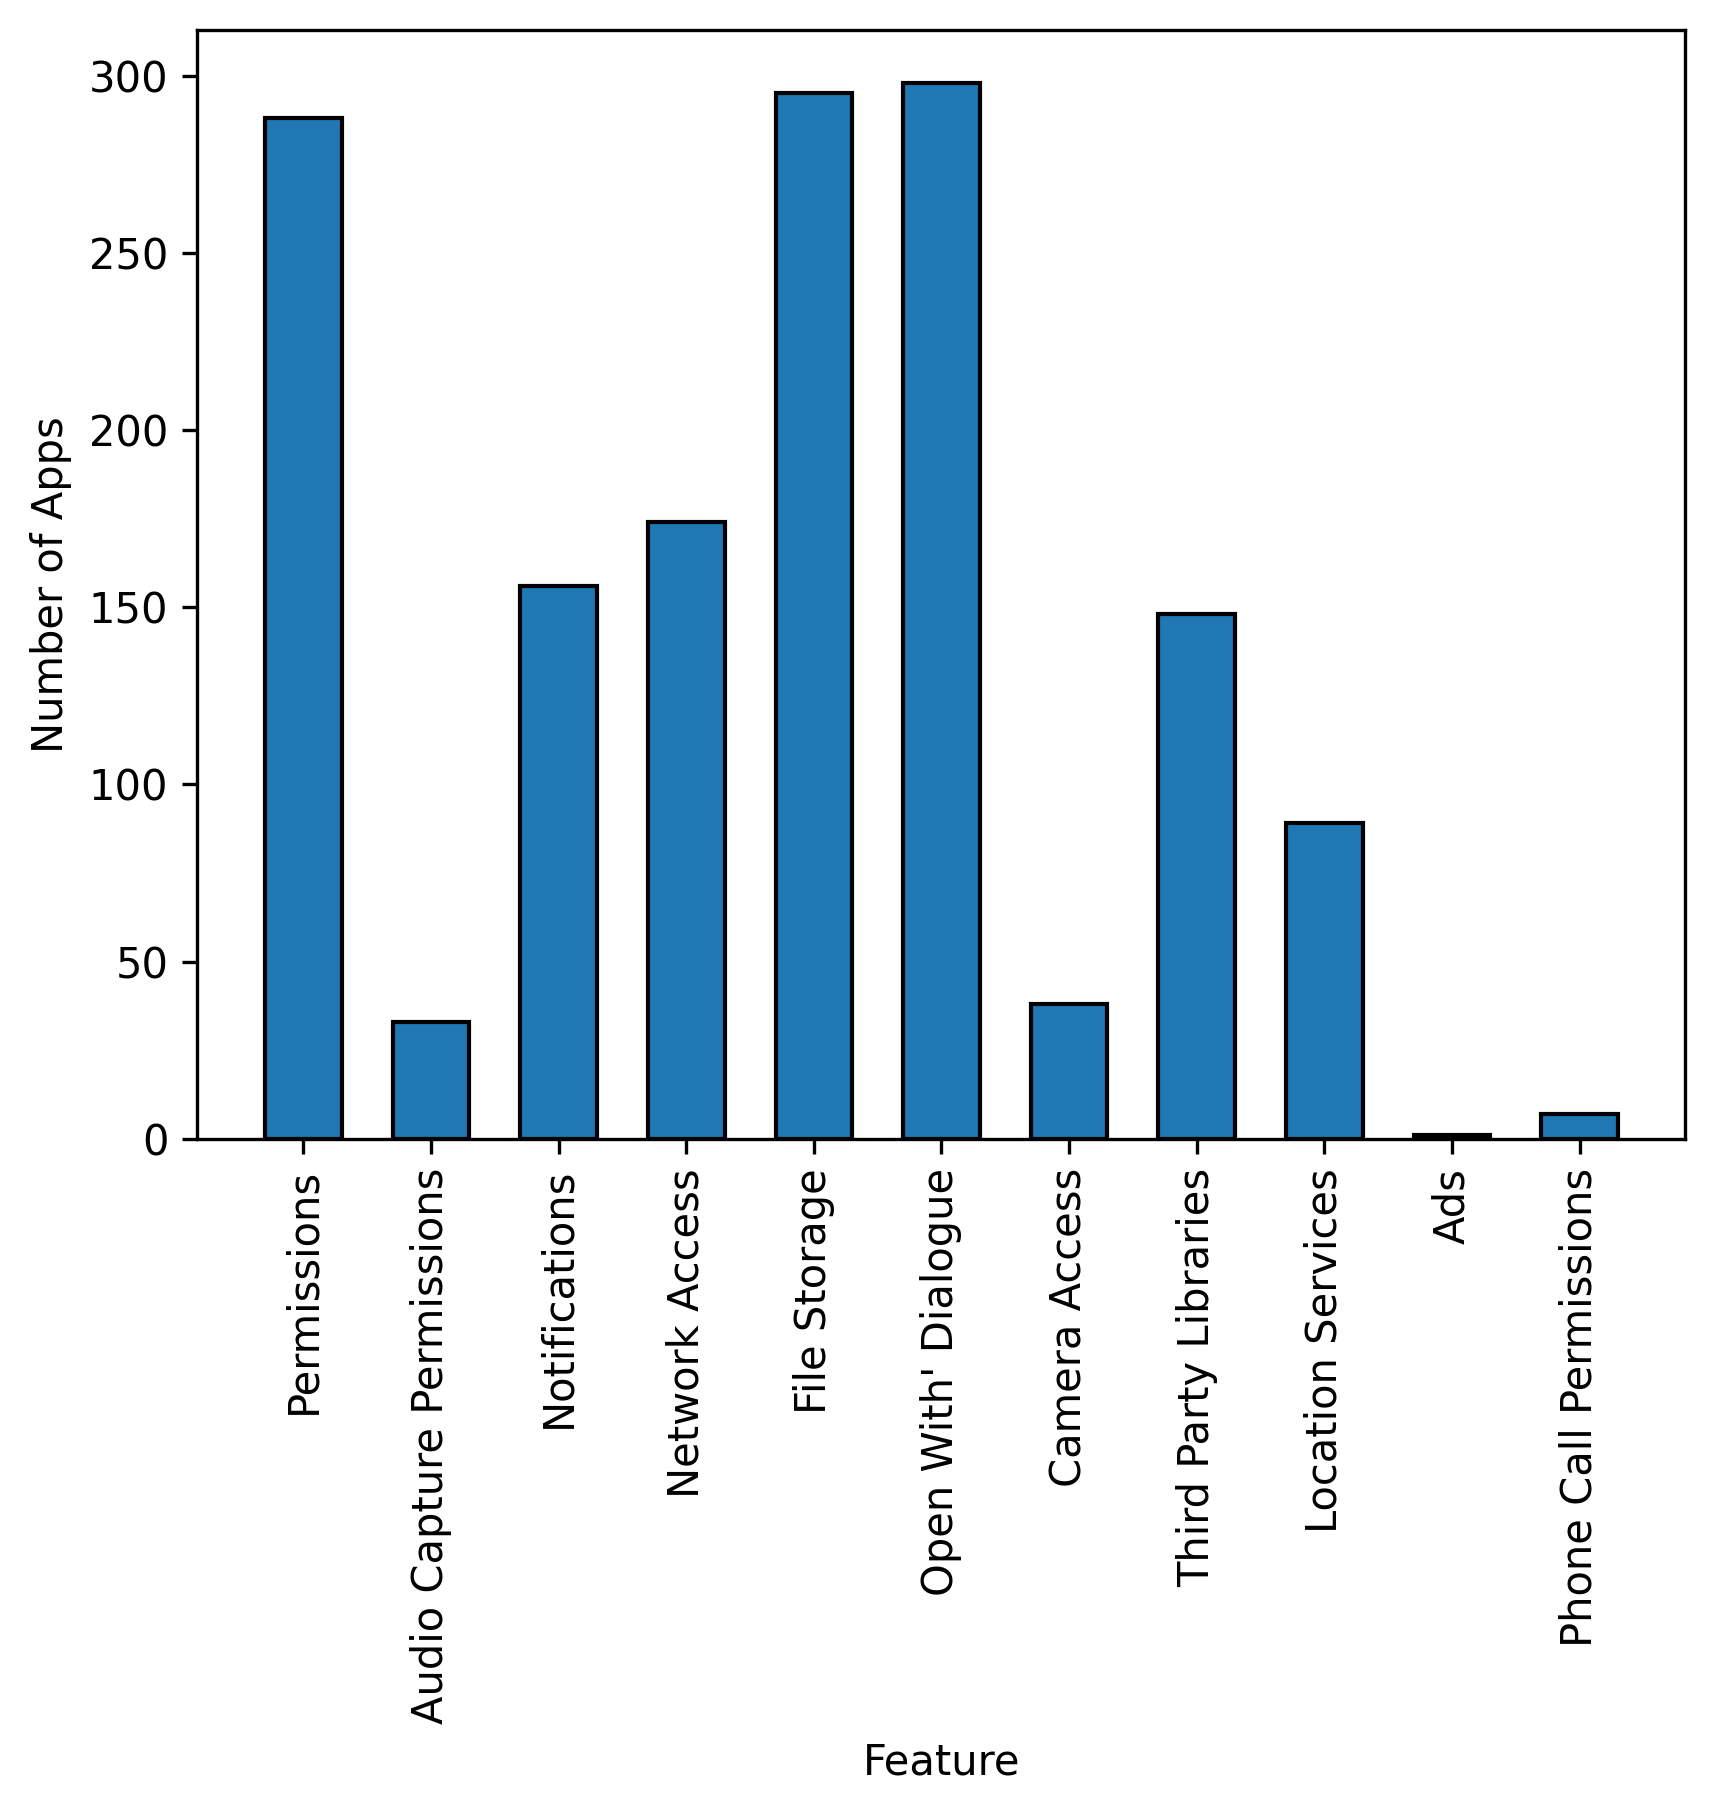 Number of Apps
300
250
200
150
100
50
0
Permissions
Audio Capture Permissions
Notifications
Network Access
File Storage
Open With' Dialogue
Camera Access
Third Party Libraries
Location Services
Ads
Phone Call Permissions
Feature